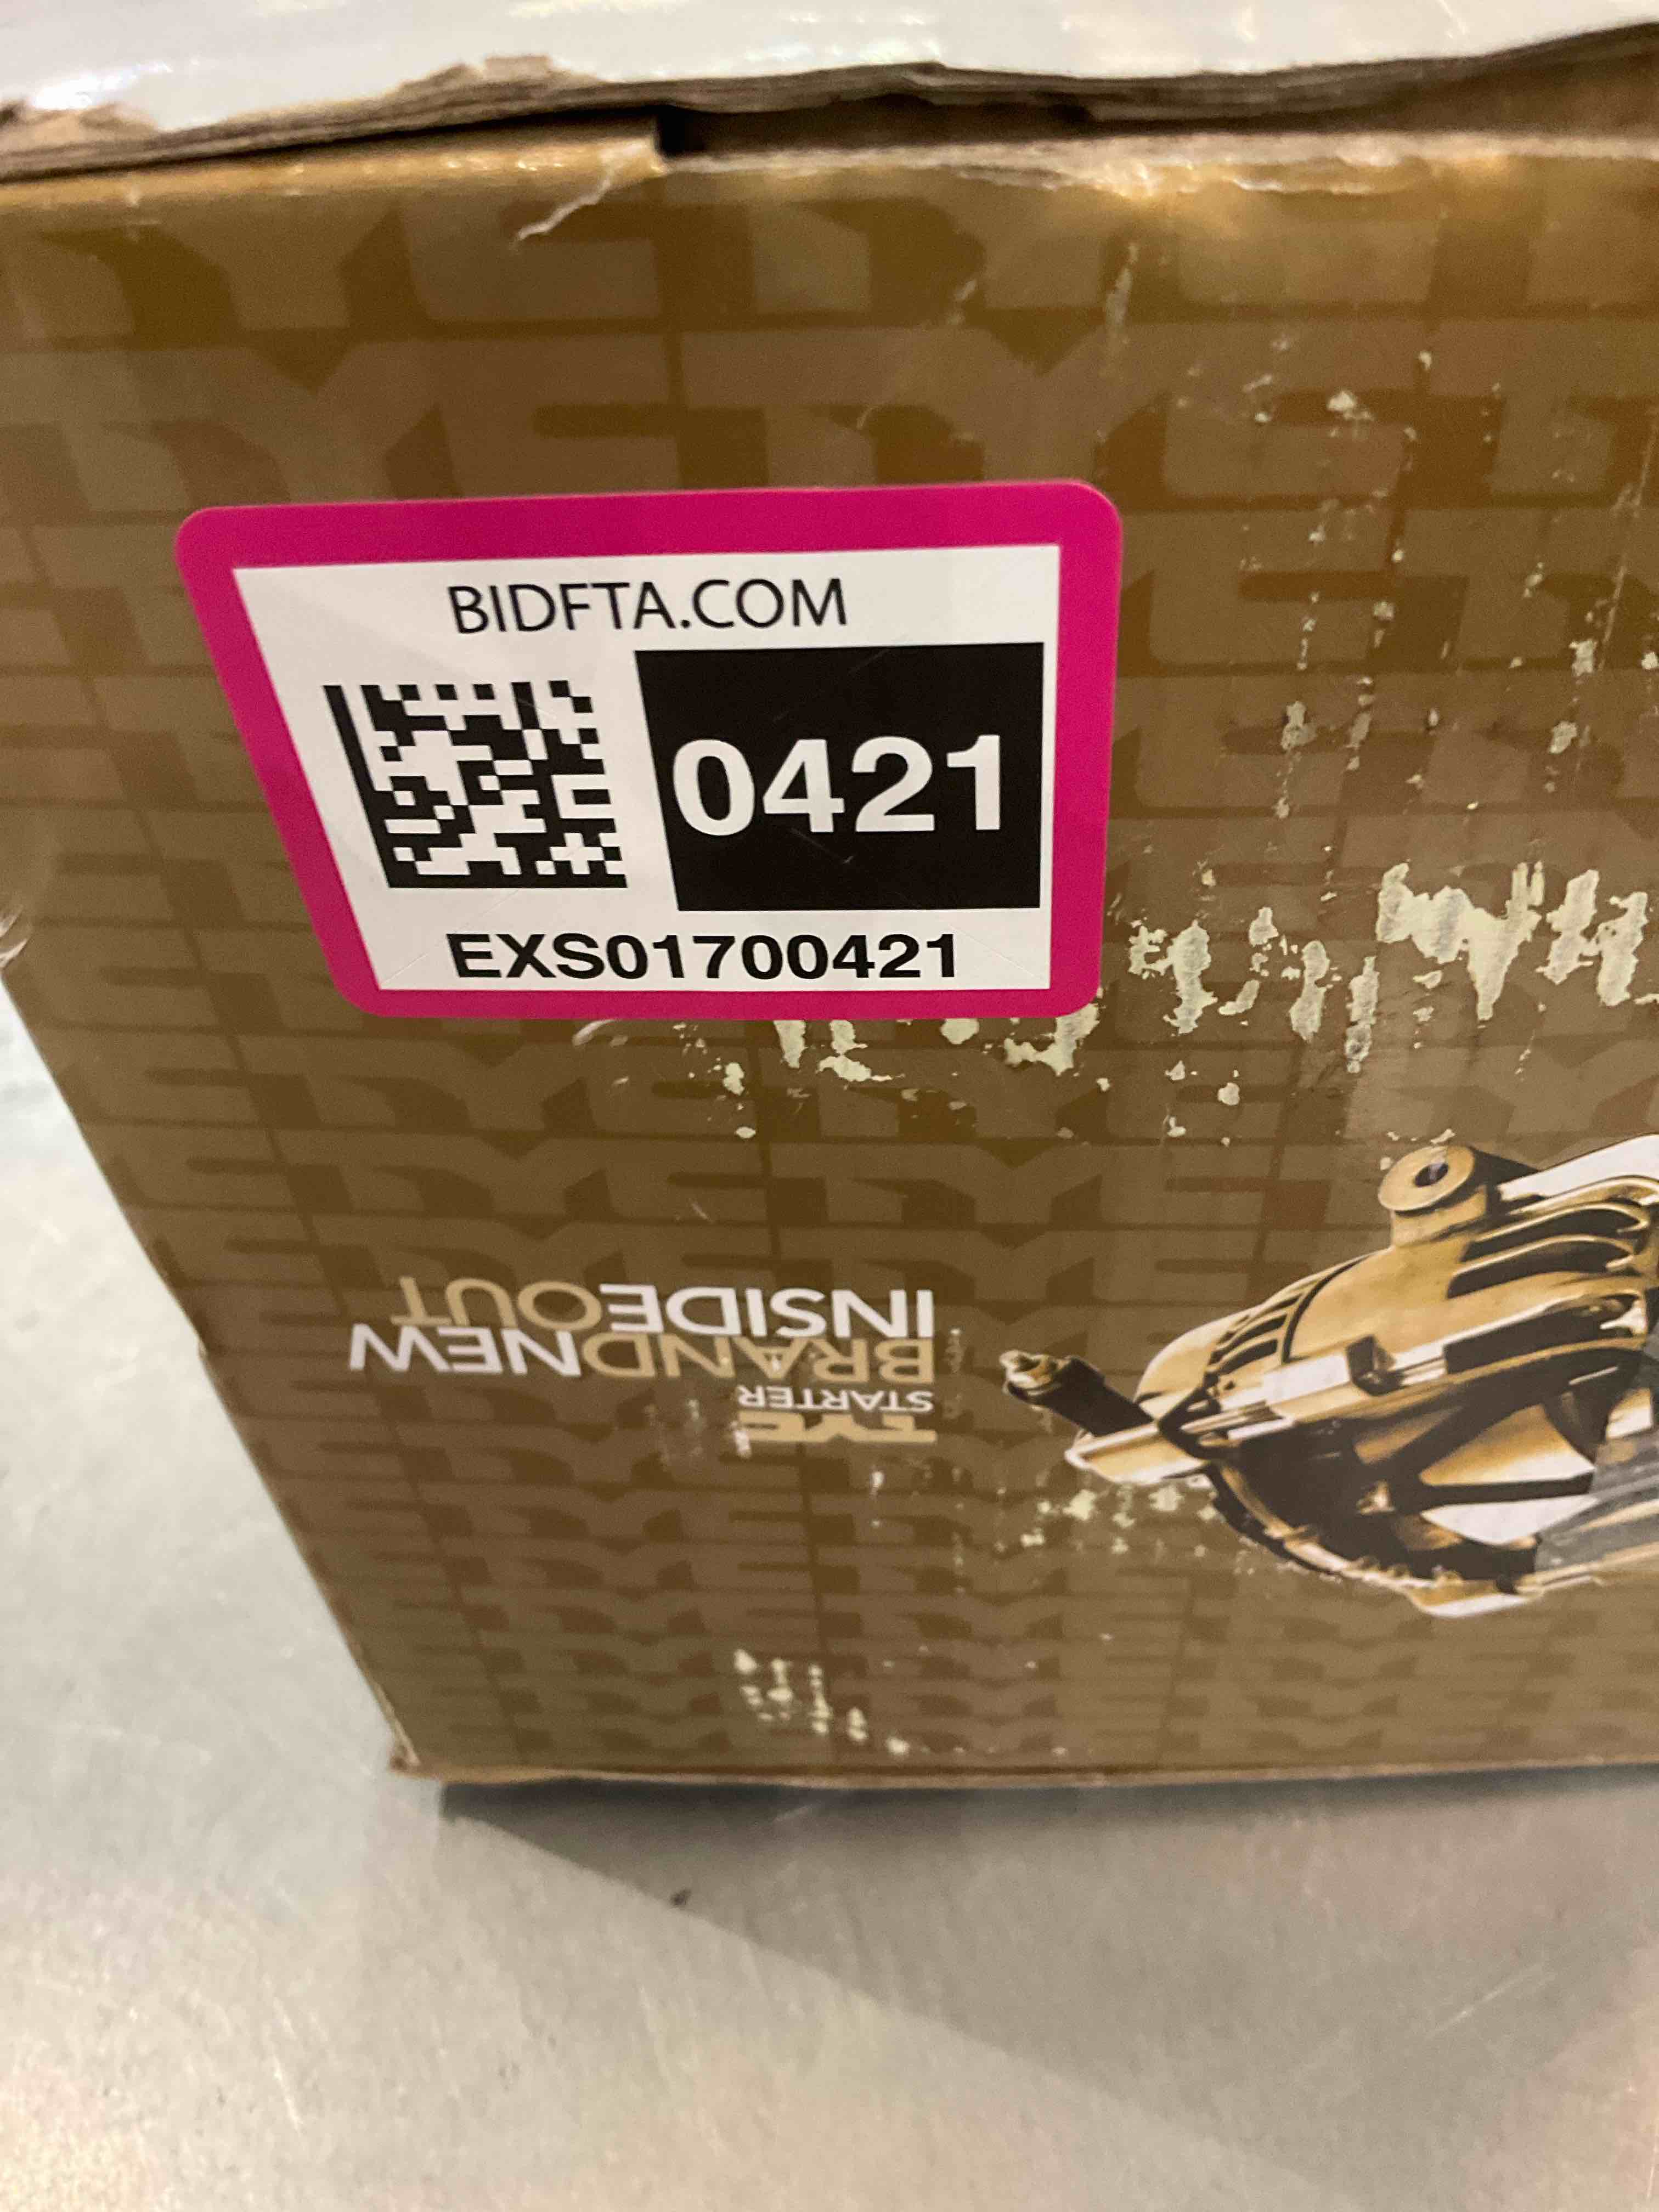 BIDFTA.COM
0421
EXS01700421
TYC
STARTER
BRANDNEW
INSIDEOUT